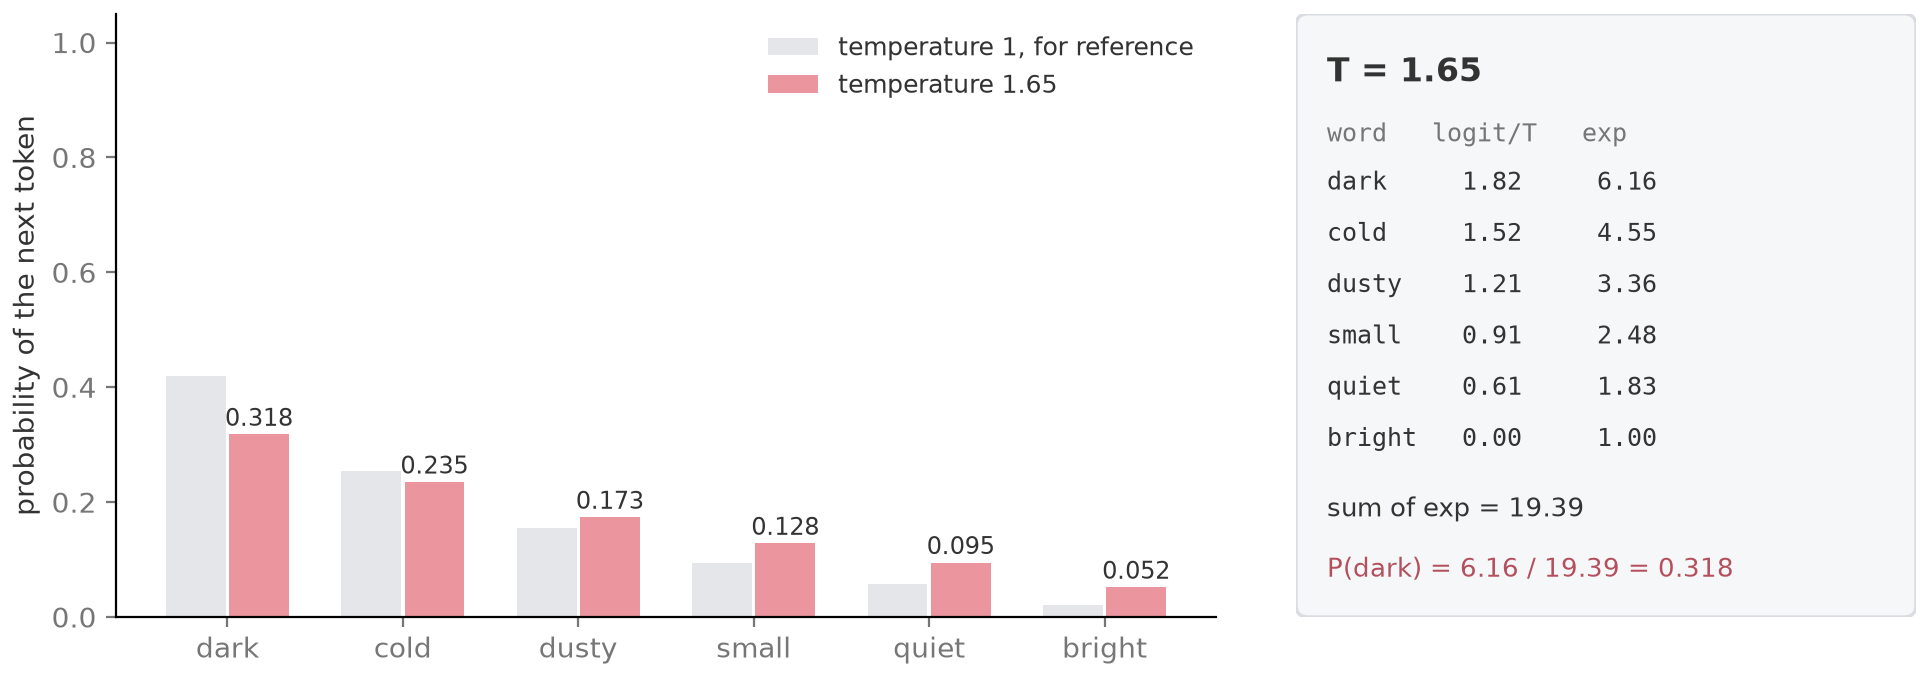 temperature 1, for reference
temperature 1.65
probability of the next token
1.0
0.8
0.6
0.4
0.2
0.0
0.318
0.235
0.173
0.128
0.095
0.052
dark cold dusty small quiet bright
T = 1.65
word logit/T exp
dark 1.82 6.16
cold 1.52 4.55
dusty 1.21 3.36
small 0.91 2.48
quiet 0.61 1.83
bright 0.00 1.00
sum of exp = 19.39
P(dark) = 6.16 / 19.39 = 0.318